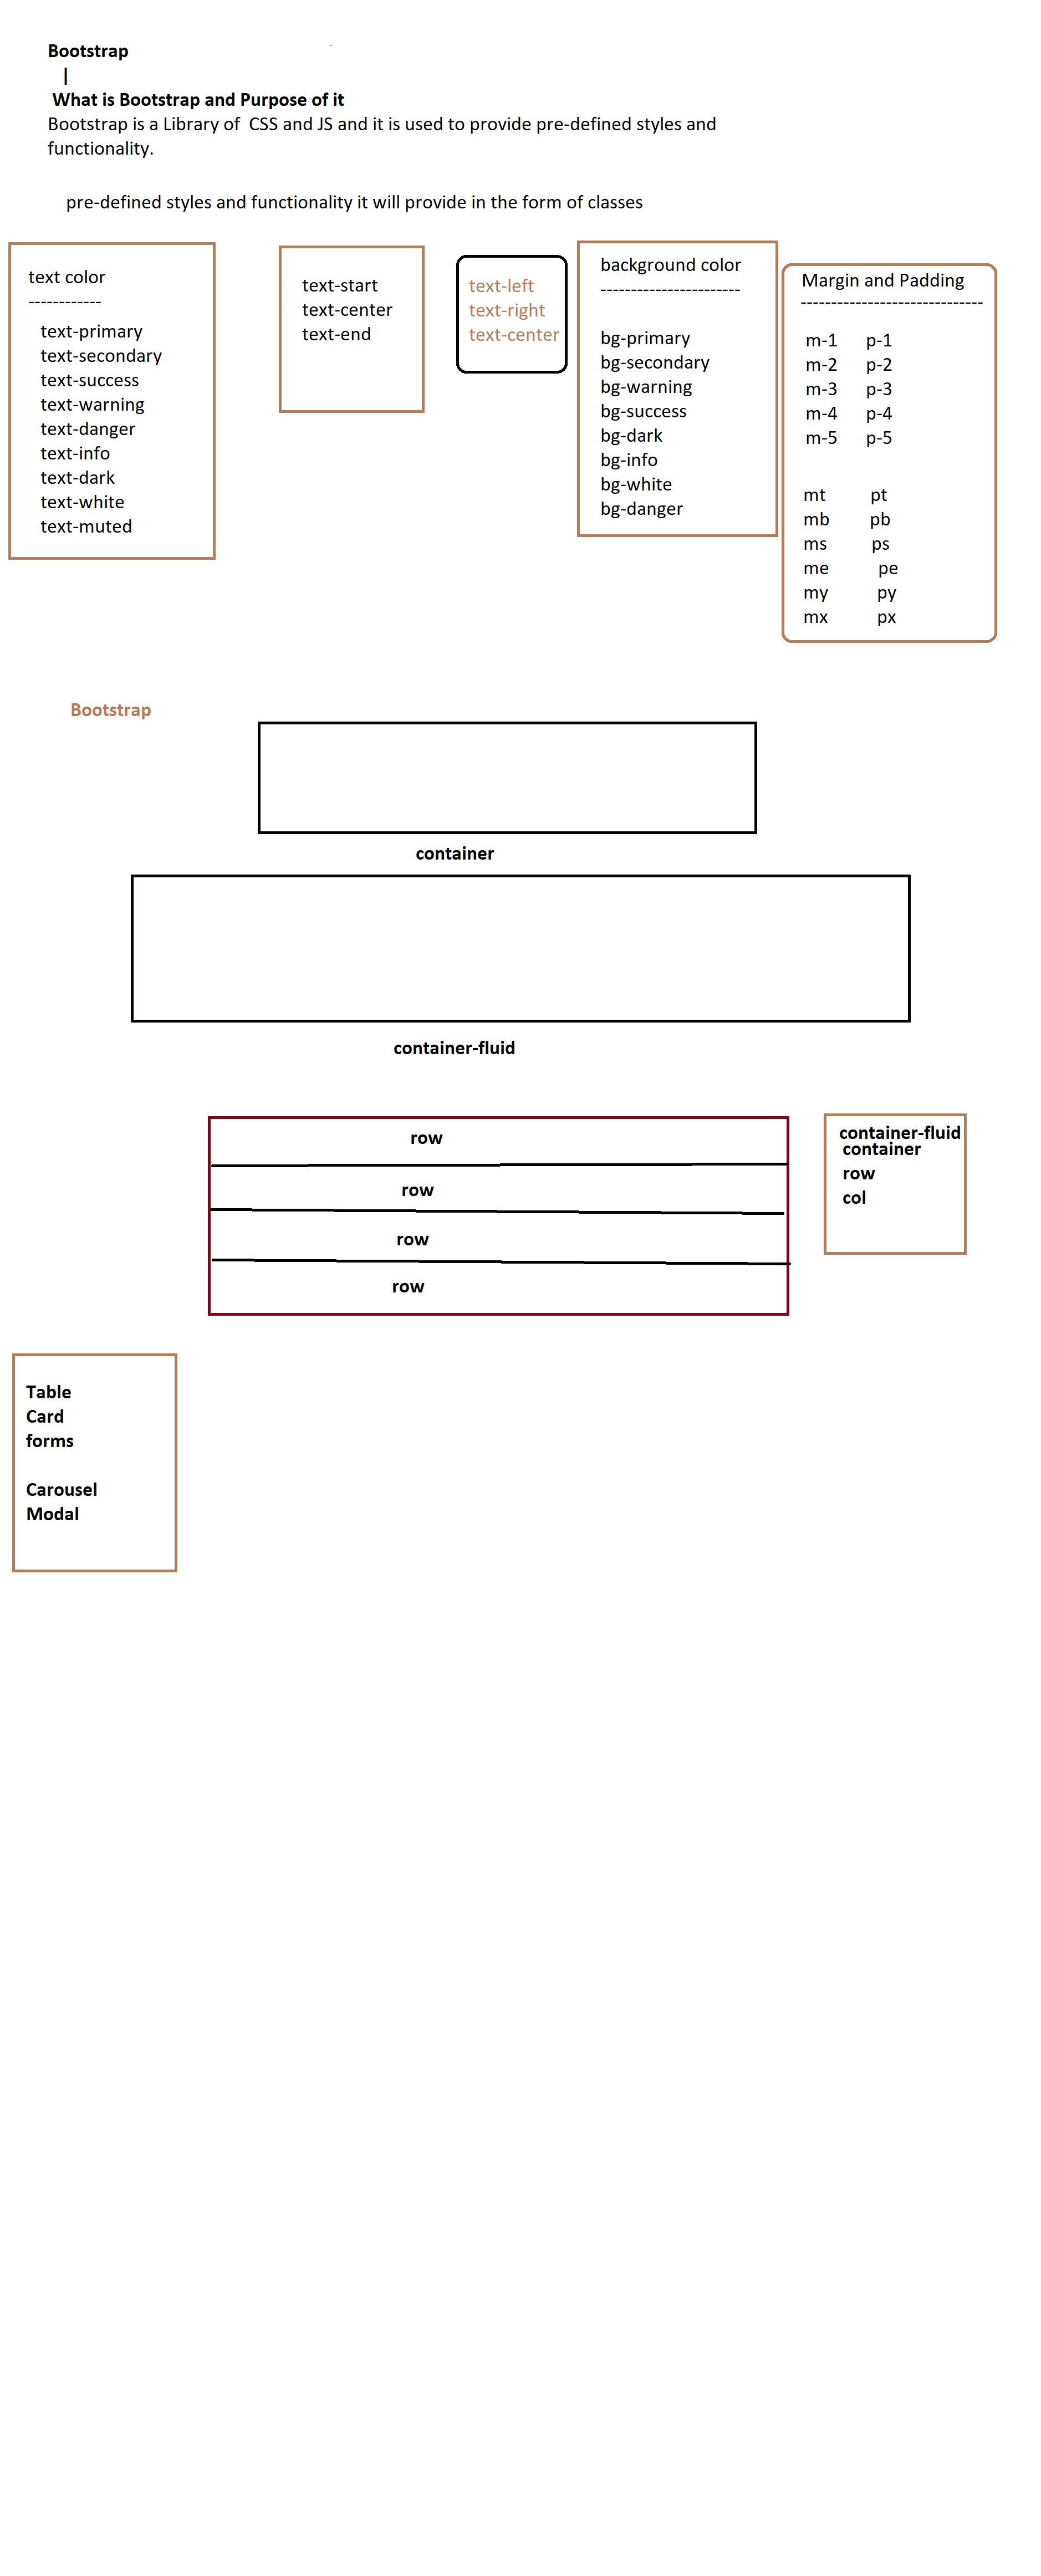 Bootstrap
|
What is Bootstrap and Purpose of it
Bootstrap is a Library of  CSS and JS and it is used to provide pre-defined styles and
functionality.
pre-defined styles and functionality it will provide in the form of classes
text color
------------
text-primary
text-secondary
text-success
text-warning
text-danger
text-info
text-dark
text-white
text-muted
text-start
text-center
text-end
text-left
text-right
text-center
background color
-----------------------
bg-primary
bg-secondary
bg-warning
bg-success
bg-dark
bg-info
bg-white
bg-danger
Margin and Padding
------------------------------
m-1 p-1
m-2 p-2
m-3 p-3
m-4 p-4
m-5 p-5
mt pt
mb pb
ms ps
me pe
my py
mx px
Bootstrap
container
container-fluid
row
row
row
row
container-fluid
container
row
col
Table
Card
forms
Carousel
Modal